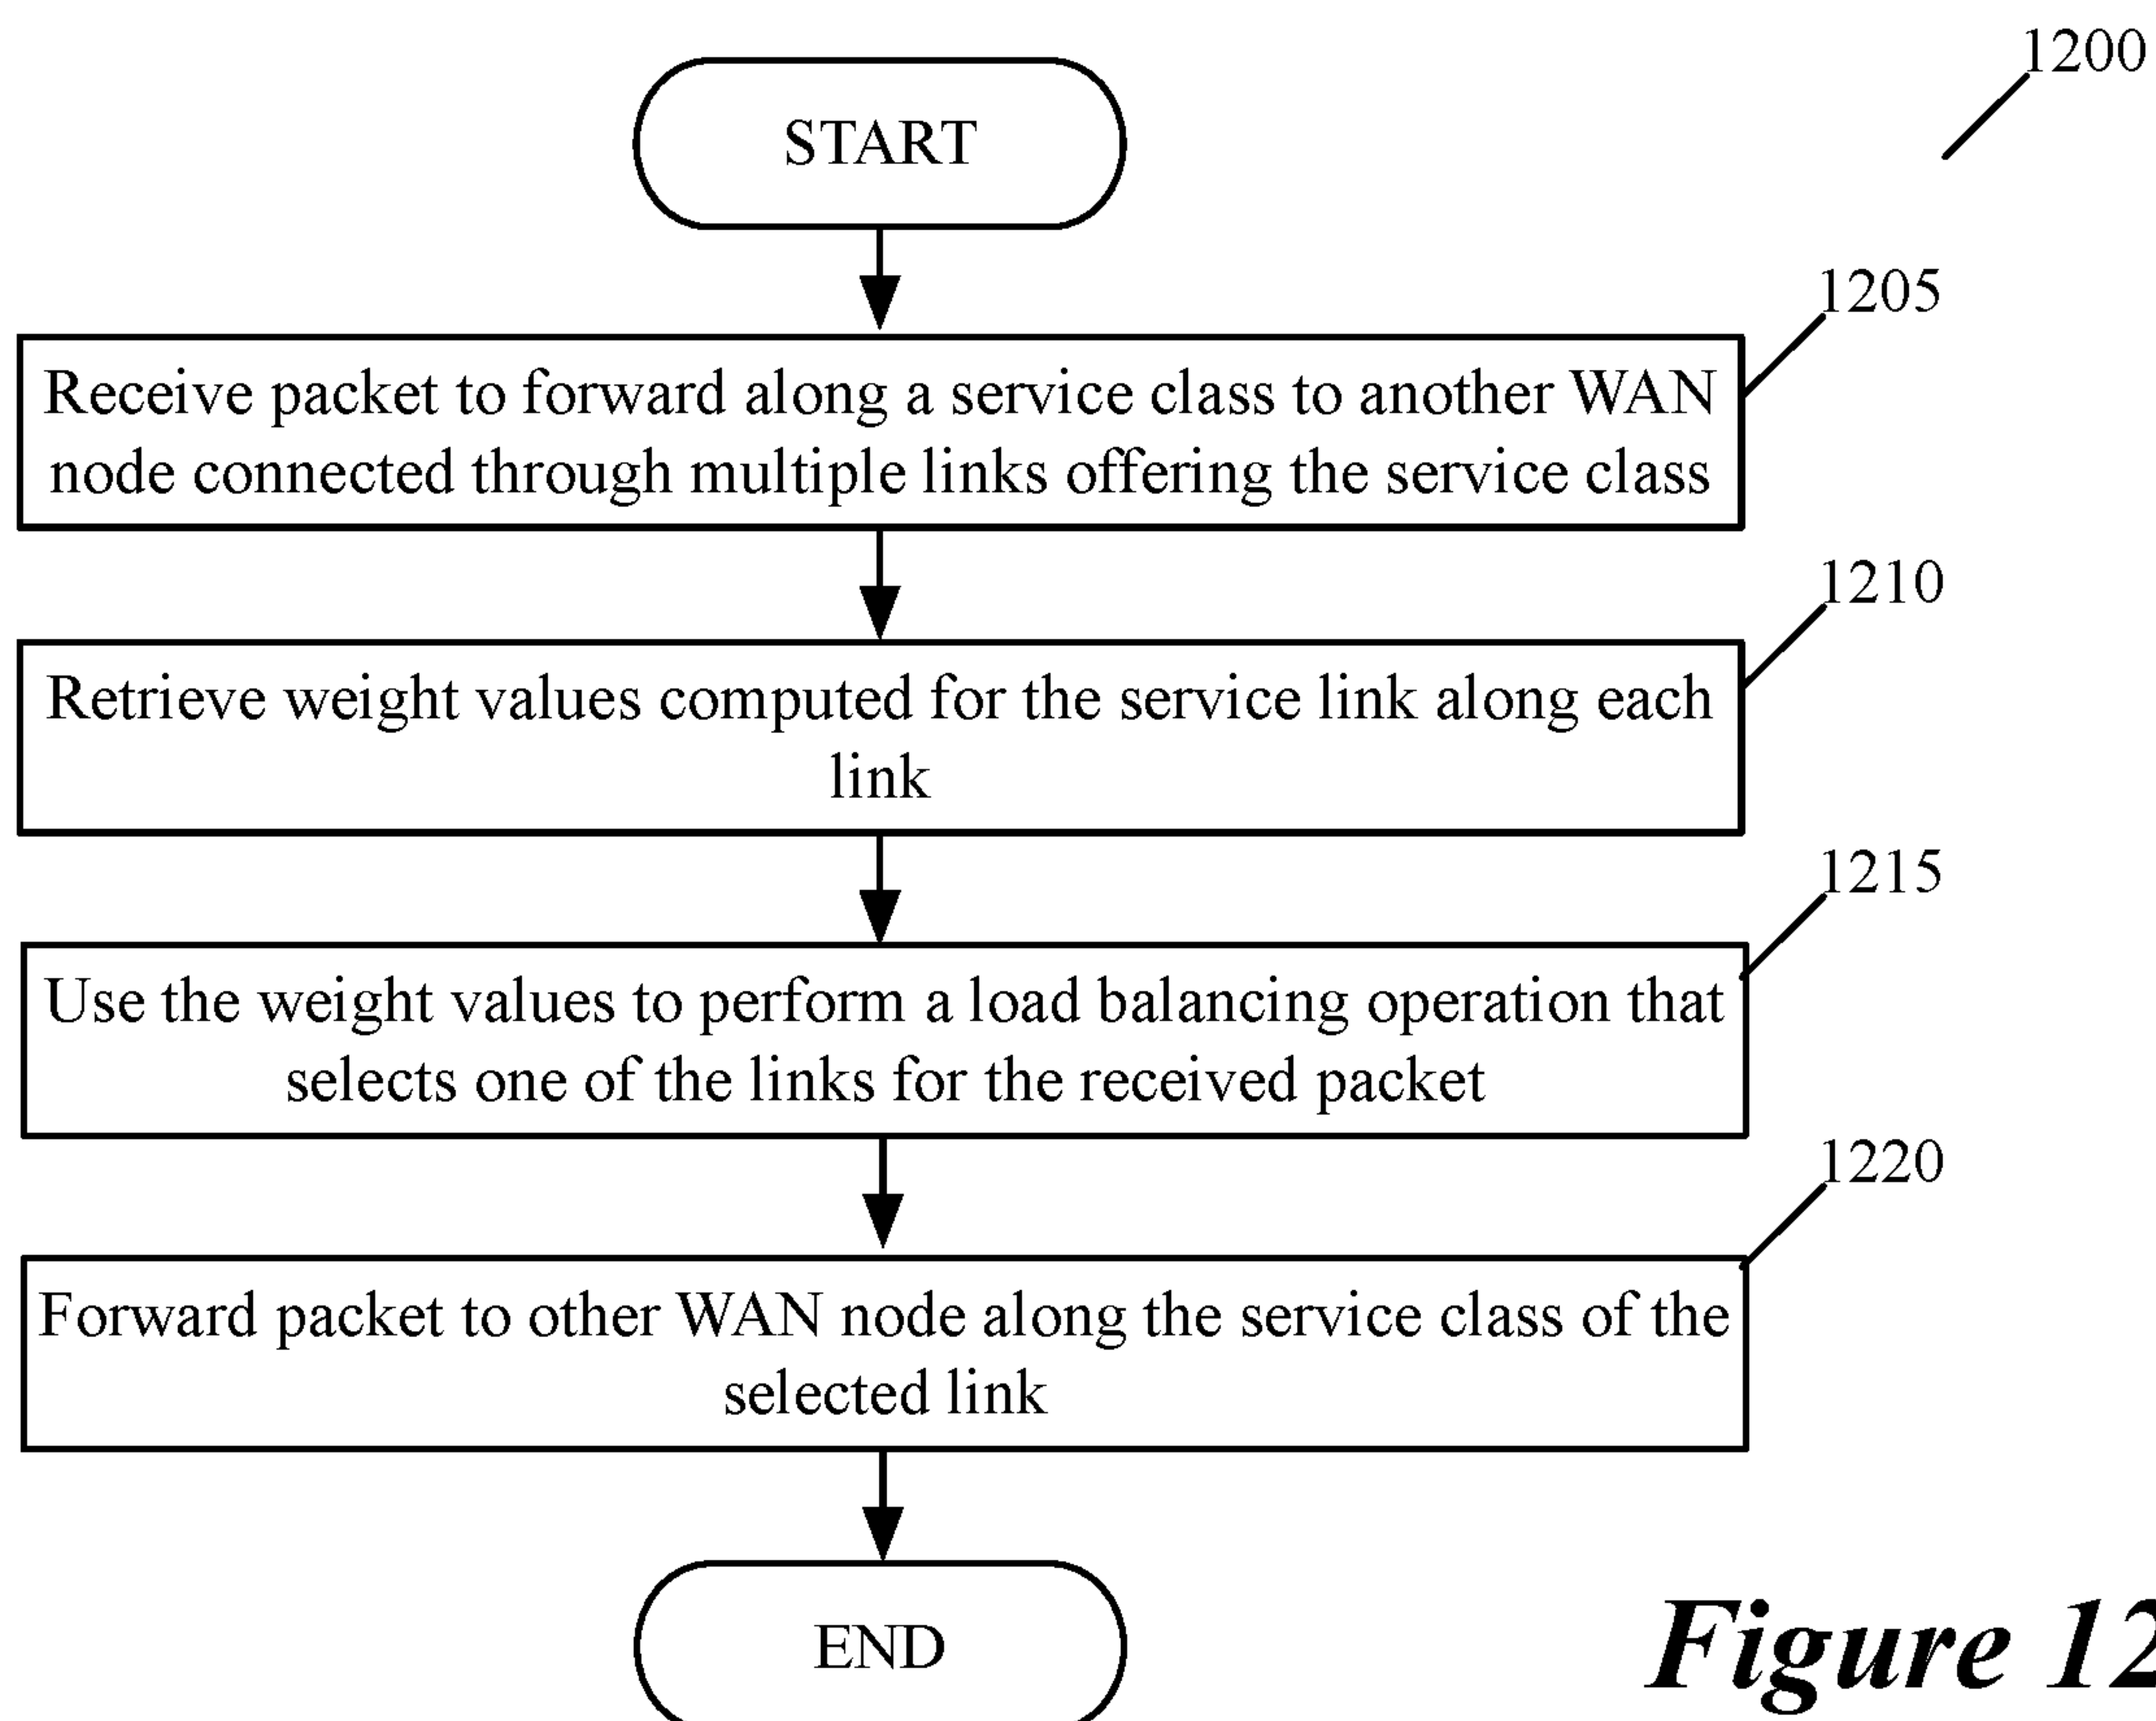 1200
START
1205
Receive packet to forward along a service class to another WAN
node connected through multiple links offering the service class
1210
Retrieve weight values computed for the service link along each
link
1215
Use the weight values to perform a load balancing operation that
selects one of the links for the received packet
1220
Forward packet to other WAN node along the service class of the
selected link
END
Figure 12